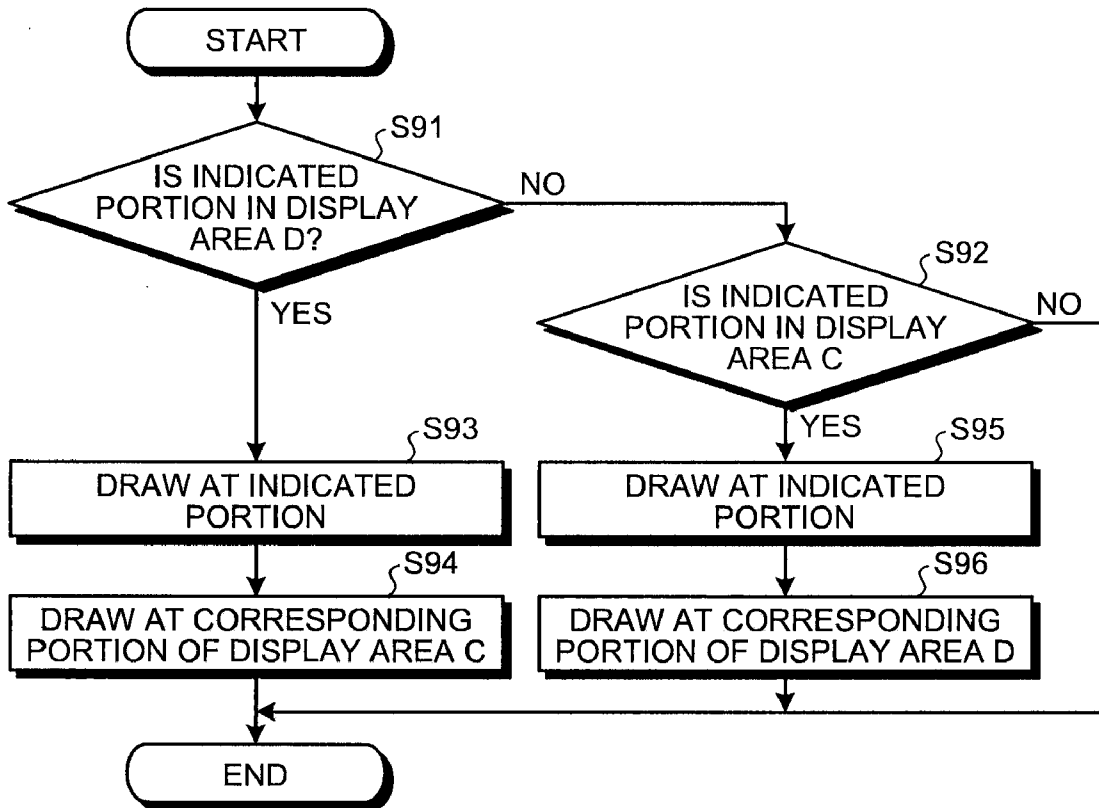 START
S91
IS INDICATED
PORTION IN DISPLAY
AREA D?
NO
YES
S92
IS INDICATED
PORTION IN DISPLAY
AREA C
NO
YES
S93
DRAW AT INDICATED
PORTION
S94
DRAW AT CORRESPONDING
PORTION OF DISPLAY AREA C
S95
DRAW AT INDICATED
PORTION
S96
DRAW AT CORRESPONDING
PORTION OF DISPLAY AREA D
END